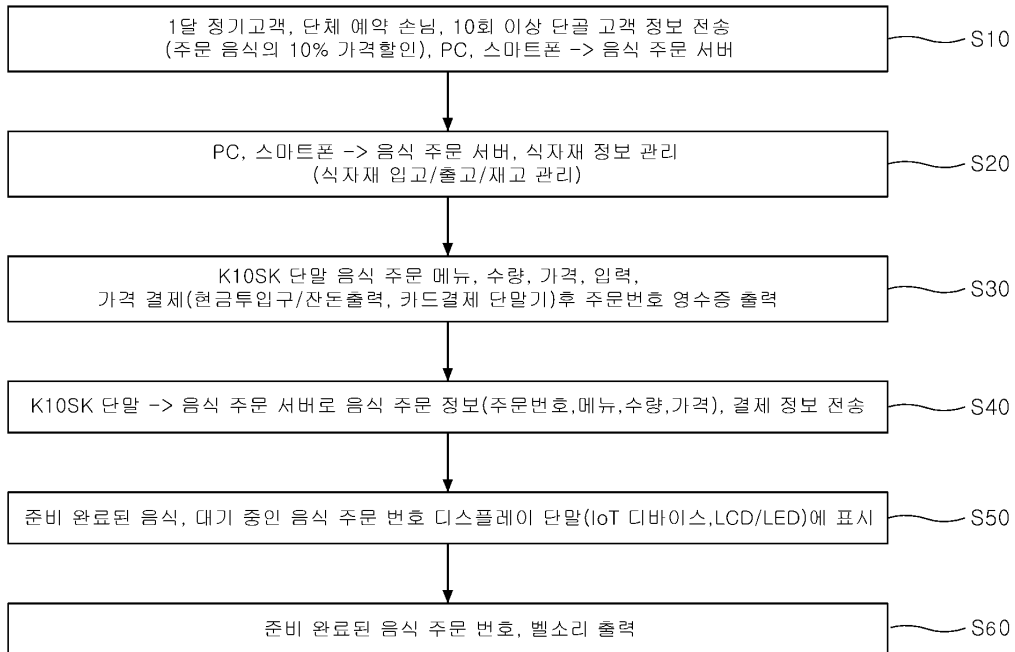 1달 정기고객, 단체 예약 손님, 10회 이상 단골 고객 정보 전송
(주문 음식의 10% 가격할인), PC, 스마트폰 -> 음식 주문 서버
S10
PC, 스마트폰 -> 음식 주문 서버, 식자재 정보 관리
(식자재 입고/출고/재고 관리)
S20
K10SK 단말 음식 주문 메뉴, 수량, 가격, 입력,
가격 결제(현금투입구/잔돈출력, 카드결제 단말기)후 주문번호 영수증 출력
S30
K10SK 단말 -> 음식 주문 서버로 음식 주문 정보(주문번호,메뉴,수량,가격), 결제 정보 전송
S40
준비 완료된 음식, 대기 중인 음식 주문 번호 디스플레이 단말(IoT 디바이스,LCD/LED)에 표시
S50
준비 완료된 음식 주문 번호, 벨소리 출력
S60